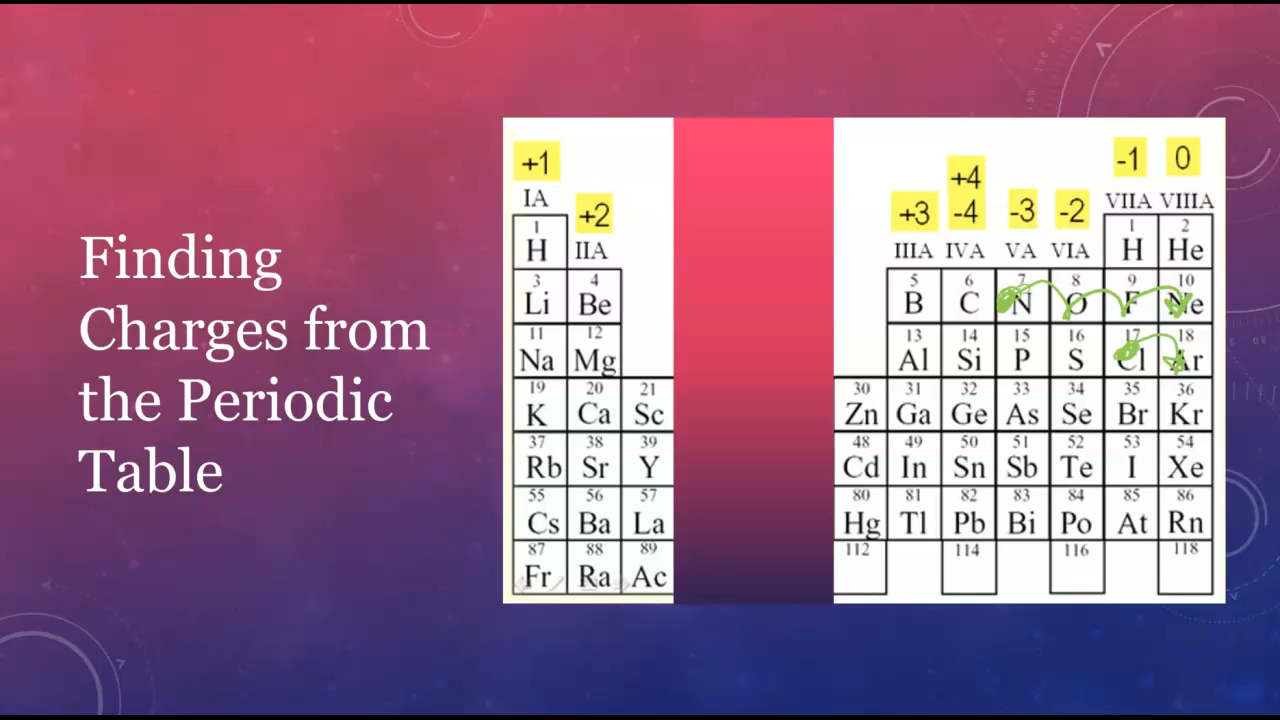 Finding
Charges from
the Periodic
Table
+1 -1 0
+4
IA VIIA VIIIA
+2 +3 -4 -3 -2
1 1 2
H IIA IIIA IVA VA VIA H He
3 4 5 6 7 8 9 10
Li Be B C N O F Ne
11 12 13 14 15 16 17 18
Na Mg Al Si P S Cl Ar
19 20 21 30 31 32 33 34 35 36
K Ca Sc Zn Ga Ge As Se Br Kr
37 38 39 48 49 50 51 52 53 54
Rb Sr Y Cd In Sn Sb Te I Xe
55 56 57 80 81 82 83 84 85 86
Cs Ba La Hg Tl Pb Bi Po At Rn
87 88 89 112 114 116 118
Fr Ra Ac